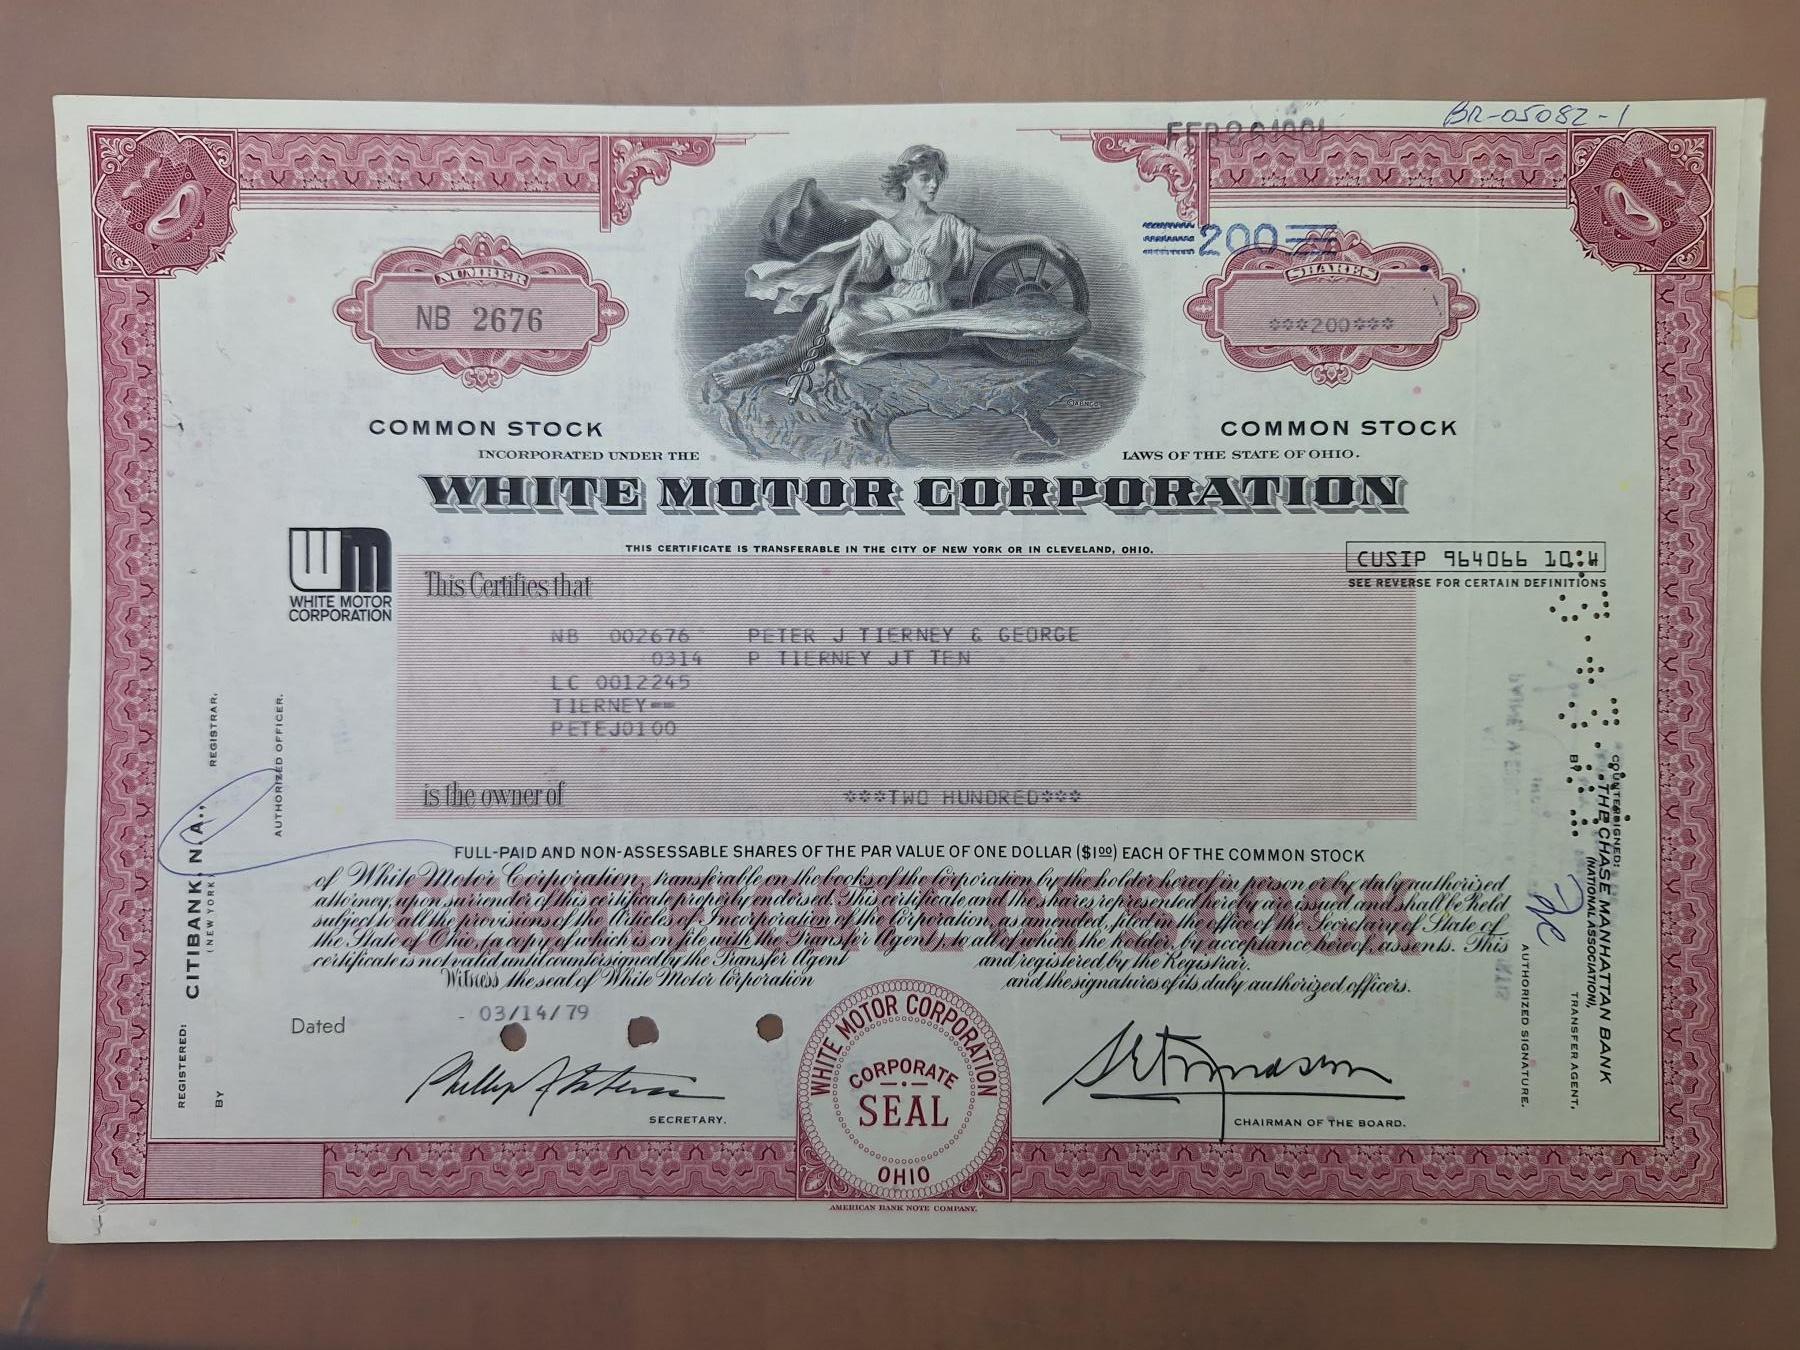 BR-05082-1
200
NUMBER
SHARES
NB 2676
***200***
COMMON STOCK
COMMON STOCK
INCORPORATED UNDER THE
LAWS OF THE STATE OF OHIO.
WHITE MOTOR CORPORATION
THIS CERTIFICATE IS TRANSFERABLE IN THE CITY OF NEW YORK OR IN CLEVELAND, OHIO.
CUSIP 964066 10
SEE REVERSE FOR CERTAIN DEFINITIONS
WM
WHITE MOTOR
CORPORATION
This Certifies that
NB 002676 PETER J TIERNEY & GEORGE
0314 P TIERNEY JT TEN
LC 0012245
TIERNEY==
PETEJ0100
is the owner of
***TWO HUNDRED***
FULL-PAID AND NON-ASSESSABLE SHARES OF THE PAR VALUE OF ONE DOLLAR ($1.00) EACH OF THE COMMON STOCK
of White Motor Corporation, transferable on the books of the Corporation by the holder hereof in person or by duly authorized
attorney, upon surrender of this certificate properly endorsed. This certificate and the shares represented hereby are issued and shall be held
subject to all the provisions of the Articles of Incorporation of the Corporation, as amended, filed in the office of the Secretary of State of
the State of Ohio, (a copy of which is on file with the Transfer Agent), to all of which the holder, by acceptance hereof, assents. This
certificate is not valid until countersigned by the Transfer Agent and registered by the Registrar.
Witness the seal of White Motor Corporation and the signatures of its duly authorized officers.
Dated
03/14/79
SECRETARY.
WHITE MOTOR CORPORATION
CORPORATE
SEAL
OHIO
CHAIRMAN OF THE BOARD.
AMERICAN BANK NOTE COMPANY.
REGISTERED:
CITIBANK, N.A.,
(NEW YORK)
REGISTRAR,
BY
AUTHORIZED OFFICER.
COUNTERSIGNED:
THE CHASE MANHATTAN BANK
(NATIONAL ASSOCIATION),
TRANSFER AGENT,
BY
AUTHORIZED SIGNATURE.